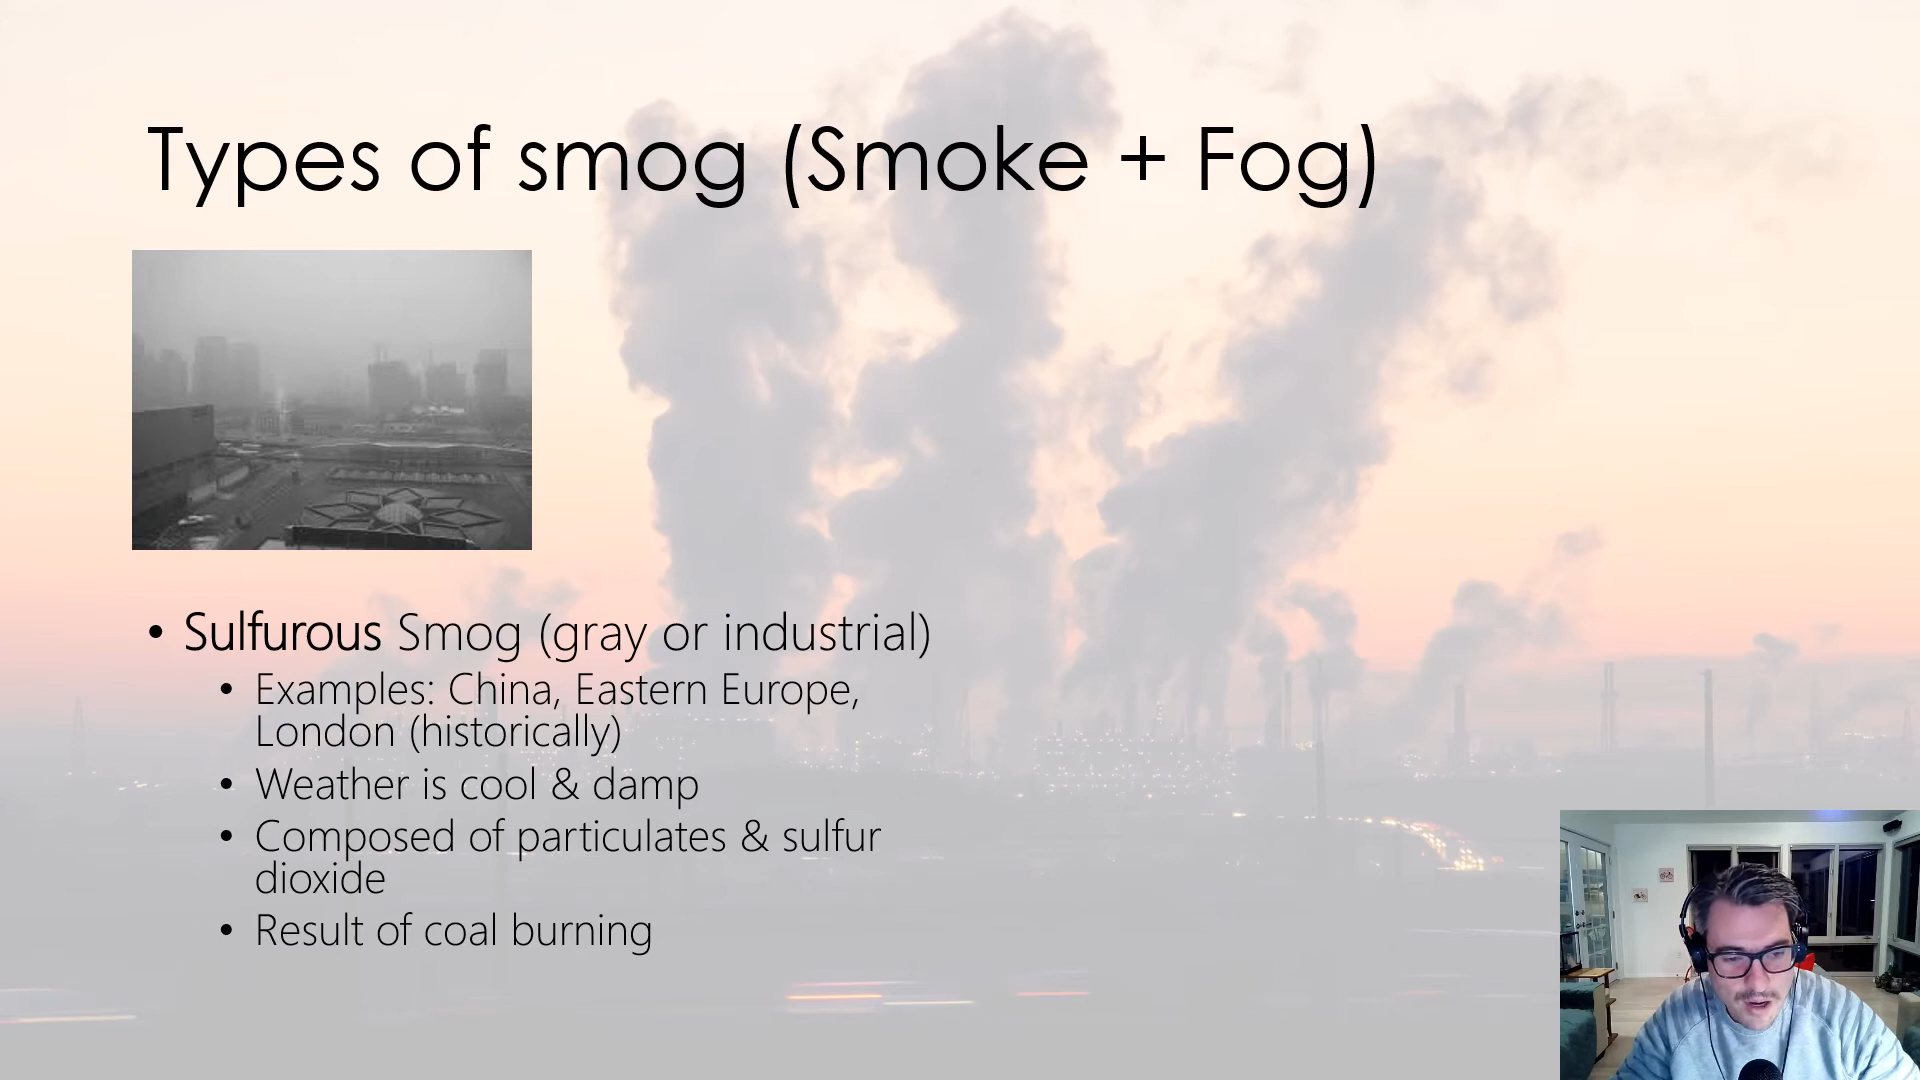 Types of smog (Smoke + Fog)
• Sulfurous Smog (gray or industrial)
• Examples: China, Eastern Europe,
London (historically)
• Weather is cool & damp
• Composed of particulates & sulfur
dioxide
• Result of coal burning